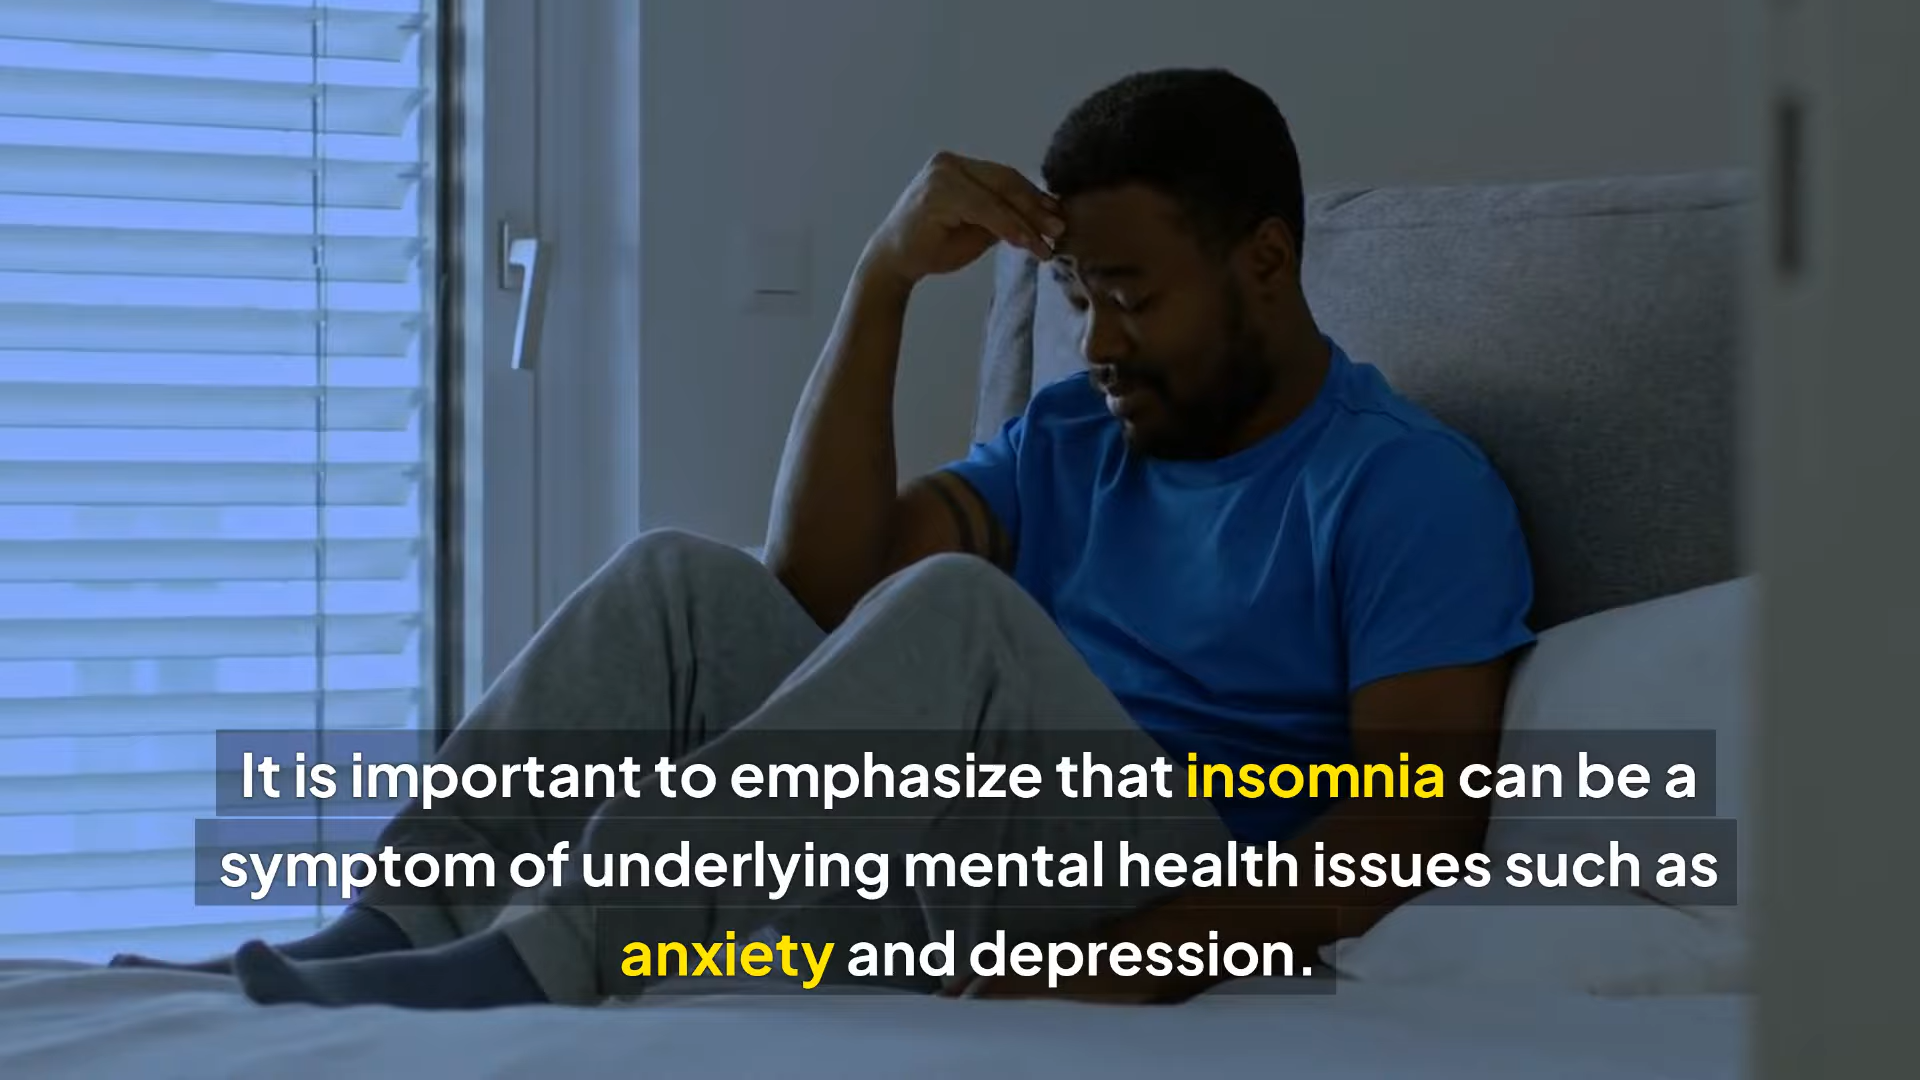 It is important to emphasize that insomnia can be a
symptom of underlying mental health issues such as
anxiety and depression.